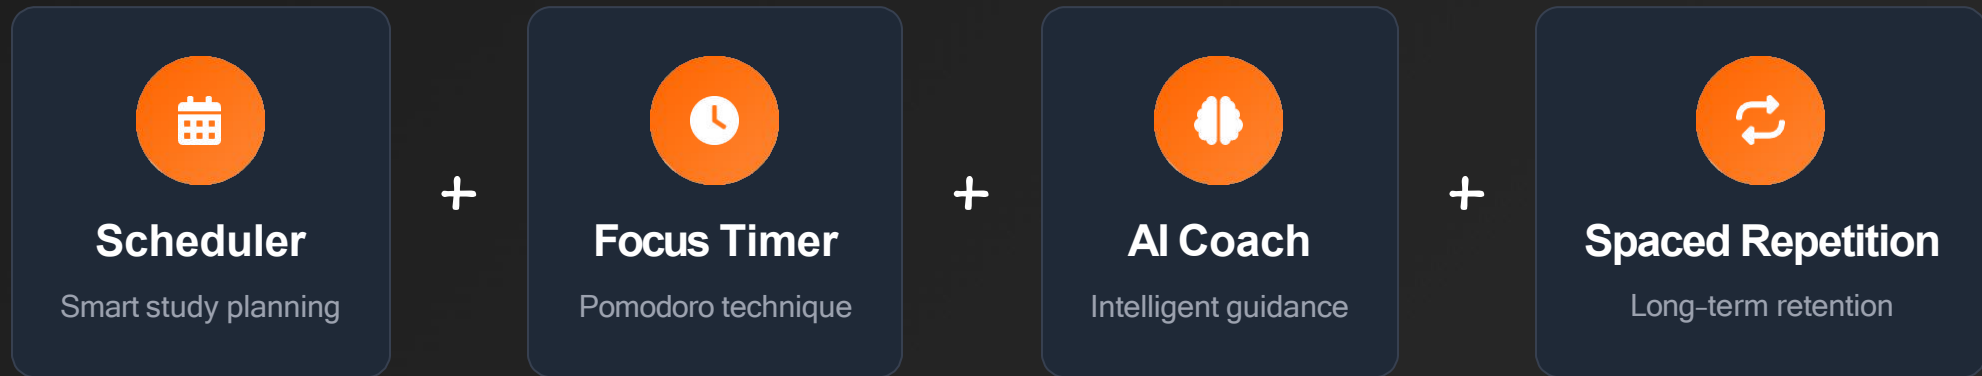 Scheduler
Smart study planning
+
Focus Timer
Pomodoro technique
+
AI Coach
Intelligent guidance
+
Spaced Repetition
Long-term retention